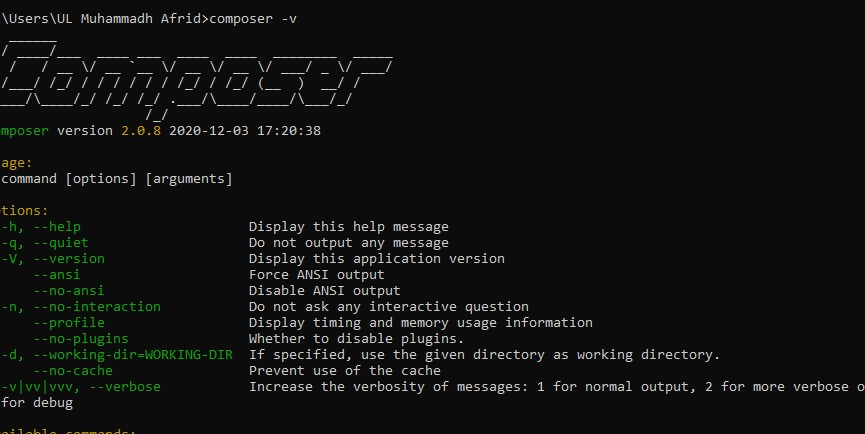 \Users\UL Muhammadh Afrid>composer -v
Composer
mposer version 2.0.8 2020-12-03 17:20:38
age:
command [options] [arguments]
tions:
-h, --help Display this help message
-q, --quiet Do not output any message
-V, --version Display this application version
--ansi Force ANSI output
--no-ansi Disable ANSI output
-n, --no-interaction Do not ask any interactive question
--profile Display timing and memory usage information
--no-plugins Whether to disable plugins.
-d, --working-dir=WORKING-DIR If specified, use the given directory as working directory.
--no-cache Prevent use of the cache
-v|vv|vvv, --verbose Increase the verbosity of messages: 1 for normal output, 2 for more verbose o
for debug
ailable commands: